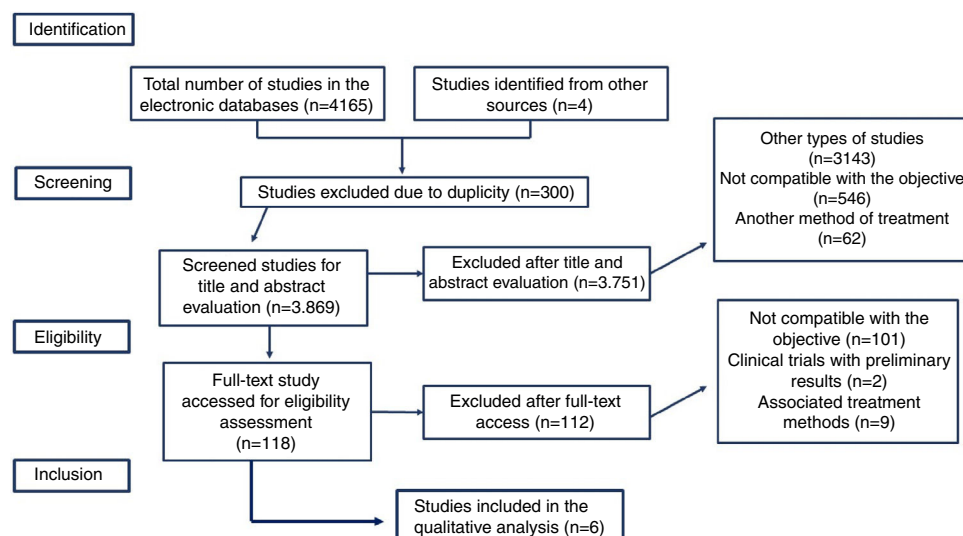 Identification
Total number of studies in the
electronic databases (n=4165)
Studies identified from other
sources (n=4)
Other types of studies
(n=3143)
Not compatible with the objective
(n=546)
Another method of treatment
(n=62)
Screening
Studies excluded due to duplicity (n=300)
Screened studies for
title and abstract
evaluation (n=3.869)
Excluded after title and
abstract evaluation (n=3.751)
Eligibility
Not compatible with the
objective (n=101)
Clinical trials with preliminary
results (n=2)
Associated treatment
methods (n=9)
Full-text study
accessed for eligibility
assessment
(n=118)
Excluded after full-text
access (n=112)
Inclusion
Studies included in the
qualitative analysis (n=6)